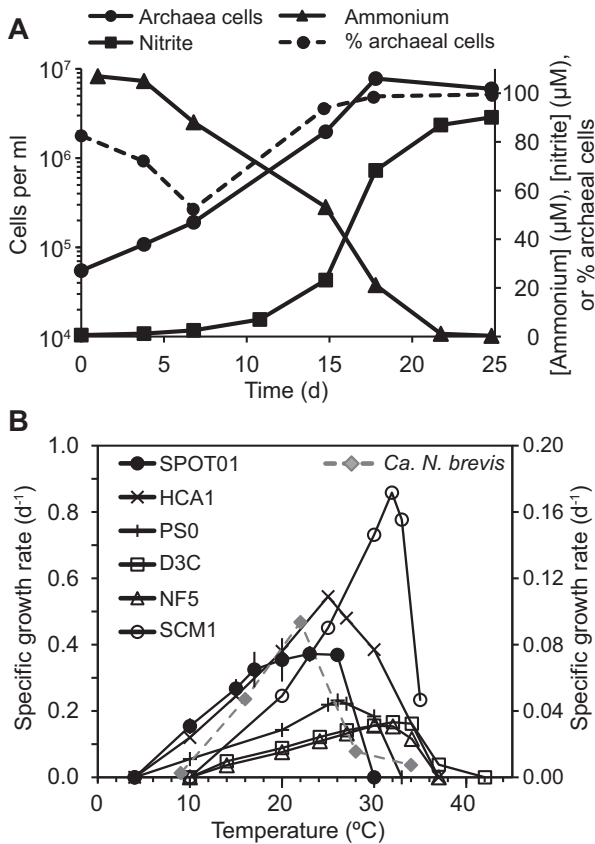 A
Archaea cells
Ammonium
Nitrite
% archaeal cells
10⁷
10⁶
10⁵
10⁴
Cells per ml
100
80
60
40
20
0
[Ammonium] (µM), [nitrite] (µM),
or % archaeal cells
0 5 10 15 20 25
Time (d)
B
1.0
0.8
0.6
0.4
0.2
0.0
Specific growth rate (d⁻¹)
SPOT01
HCA1
PS0
D3C
NF5
SCM1
Ca. N. brevis
0.20
0.16
0.12
0.08
0.04
0.00
Specific growth rate (d⁻¹)
0 10 20 30 40
Temperature (ºC)